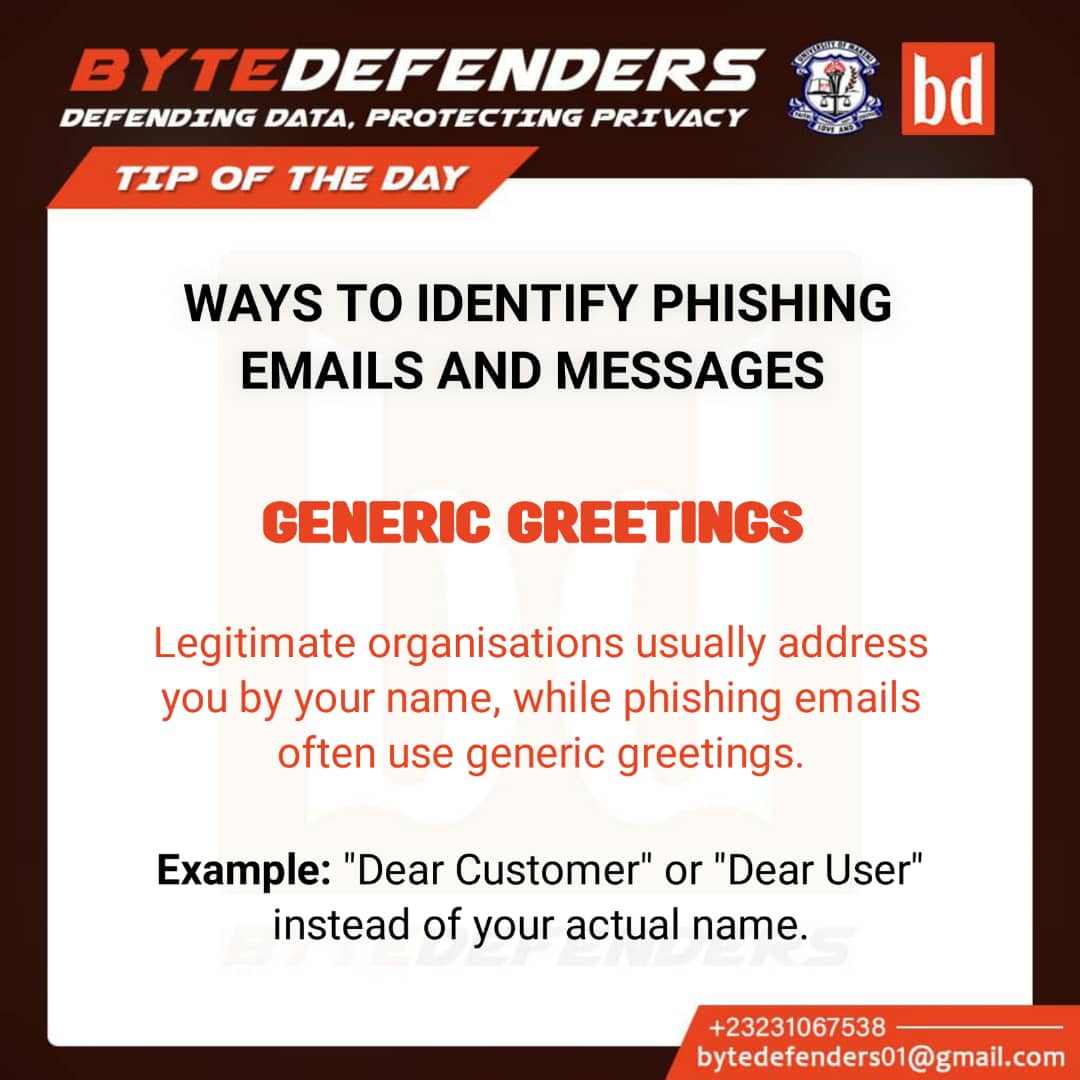 BYTEDEFENDERS
DEFENDING DATA, PROTECTING PRIVACY
UNIVERSITY OF MAKENI
LOVE AND
bd
TIP OF THE DAY
WAYS TO IDENTIFY PHISHING
EMAILS AND MESSAGES
GENERIC GREETINGS
Legitimate organisations usually address
you by your name, while phishing emails
often use generic greetings.
Example: "Dear Customer" or "Dear User"
instead of your actual name.
BYTEDEFENDERS
+23231067538
bytedefenders01@gmail.com